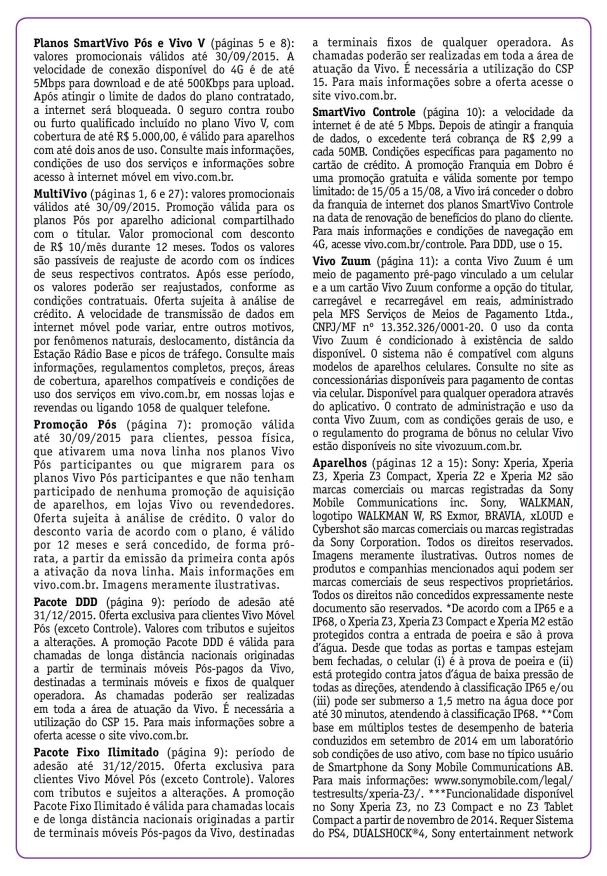 Planos SmartVivo Pós e Vivo V (páginas 5 e 8):
valores promocionais válidos até 30/09/2015. A
velocidade de conexão disponível do 4G é de até
5Mbps para download e de até 500Kbps para upload.
Após atingir o limite de dados do plano contratado,
a internet será bloqueada. O seguro contra roubo
ou furto qualificado incluído no plano Vivo V, com
cobertura de até R$ 5.000,00, é válido para aparelhos
com até dois anos de uso. Consulte mais informações,
condições de uso dos serviços e informações sobre
acesso à internet móvel em vivo.com.br.
MultiVivo (páginas 1, 6 e 27): valores promocionais
válidos até 30/09/2015. Promoção válida para os
planos Pós por aparelho adicional compartilhado
com o titular. Valor promocional com desconto
de R$ 10/mês durante 12 meses. Todos os valores
são passíveis de reajuste de acordo com os índices
de seus respectivos contratos. Após esse período,
os valores poderão ser reajustados, conforme as
condições contratuais. Oferta sujeita à análise de
crédito. A velocidade de transmissão de dados em
internet móvel pode variar, entre outros motivos,
por fenômenos naturais, deslocamento, distância da
Estação Rádio Base e picos de tráfego. Consulte mais
informações, regulamentos completos, preços, áreas
de cobertura, aparelhos compatíveis e condições de
uso dos serviços em vivo.com.br, em nossas lojas e
revendas ou ligando 1058 de qualquer telefone.
Promoção Pós (página 7): promoção válida
até 30/09/2015 para clientes, pessoa física,
que ativarem uma nova linha nos planos Vivo
Pós participantes ou que migrarem para os
planos Vivo Pós participantes e que não tenham
participado de nenhuma promoção de aquisição
de aparelhos, em lojas Vivo ou revendedores.
Oferta sujeita à análise de crédito. O valor do
desconto varia de acordo com o plano, é válido
por 12 meses e será concedido, de forma pró-
rata, a partir da emissão da primeira conta após
a ativação da nova linha. Mais informações em
vivo.com.br. Imagens meramente ilustrativas.
Pacote DDD (página 9): período de adesão até
31/12/2015. Oferta exclusiva para clientes Vivo Móvel
Pós (exceto Controle). Valores com tributos e sujeitos
a alterações. A promoção Pacote DDD é válida para
chamadas de longa distância nacionais originadas
a partir de terminais móveis Pós-pagos da Vivo,
destinadas a terminais móveis e fixos de qualquer
operadora. As chamadas poderão ser realizadas
em toda a área de atuação da Vivo. É necessária a
utilização do CSP 15. Para mais informações sobre a
oferta acesse o site vivo.com.br.
Pacote Fixo Ilimitado (página 9): período de
adesão até 31/12/2015. Oferta exclusiva para
clientes Vivo Móvel Pós (exceto Controle). Valores
com tributos e sujeitos a alterações. A promoção
Pacote Fixo Ilimitado é válida para chamadas locais
e de longa distância nacionais originadas a partir
de terminais móveis Pós-pagos da Vivo, destinadas
a terminais fixos de qualquer operadora. As
chamadas poderão ser realizadas em toda a área de
atuação da Vivo. É necessária a utilização do CSP
15. Para mais informações sobre a oferta acesse o
site vivo.com.br.
SmartVivo Controle (página 10): a velocidade da
internet é de até 5 Mbps. Depois de atingir a franquia
de dados, o excedente terá cobrança de R$ 2,99 a
cada 50MB. Condições específicas para pagamento no
cartão de crédito. A promoção Franquia em Dobro é
uma promoção gratuita e válida somente por tempo
limitado: de 15/05 a 15/08, a Vivo irá conceder o dobro
da franquia de internet dos planos SmartVivo Controle
na data de renovação de benefícios do plano do cliente.
Para mais informações e condições de navegação em
4G, acesse vivo.com.br/controle. Para DDD, use o 15.
Vivo Zuum (página 11): a conta Vivo Zuum é um
meio de pagamento pré-pago vinculado a um celular
e a um cartão Vivo Zuum conforme a opção do titular,
carregável e recarregável em reais, administrado
pela MFS Serviços de Meios de Pagamento Ltda.,
CNPJ/MF nº 13.352.326/0001-20. O uso da conta
Vivo Zuum é condicionado à existência de saldo
disponível. O sistema não é compatível com alguns
modelos de aparelhos celulares. Consulte no site as
concessionárias disponíveis para pagamento de contas
via celular. Disponível para qualquer operadora através
do aplicativo. O contrato de administração e uso da
conta Vivo Zuum, com as condições gerais de uso, e
o regulamento do programa de bônus no celular Vivo
estão disponíveis no site vivozuum.com.br.
Aparelhos (páginas 12 a 15): Sony: Xperia, Xperia
Z3, Xperia Z3 Compact, Xperia Z2 e Xperia M2 são
marcas comerciais ou marcas registradas da Sony
Mobile Communications inc. Sony, WALKMAN,
logotipo WALKMAN W, RS Exmor, BRAVIA, xLOUD e
Cybershot são marcas comerciais ou marcas registradas
da Sony Corporation. Todos os direitos reservados.
Imagens meramente ilustrativas. Outros nomes de
produtos e companhias mencionados aqui podem ser
marcas comerciais de seus respectivos proprietários.
Todos os direitos não concedidos expressamente neste
documento são reservados. *De acordo com a IP65 e a
IP68, o Xperia Z3, Xperia Z3 Compact e Xperia M2 estão
protegidos contra a entrada de poeira e são à prova
d’água. Desde que todas as portas e tampas estejam
bem fechadas, o celular (i) é à prova de poeira e (ii)
está protegido contra jatos d’água de baixa pressão de
todas as direções, atendendo à classificação IP65 e/ou
(iii) pode ser submerso a 1,5 metro na água doce por
até 30 minutos, atendendo à classificação IP68. **Com
base em múltiplos testes de desempenho de bateria
conduzidos em setembro de 2014 em um laboratório
sob condições de uso ativo, com base no típico usuário
de Smartphone da Sony Mobile Communications AB.
Para mais informações: www.sonymobile.com/legal/
testresults/xperia-Z3/. ***Funcionalidade disponível
no Sony Xperia Z3, no Z3 Compact e no Z3 Tablet
Compact a partir de novembro de 2014. Requer Sistema
do PS4, DUALSHOCK®4, Sony entertainment network